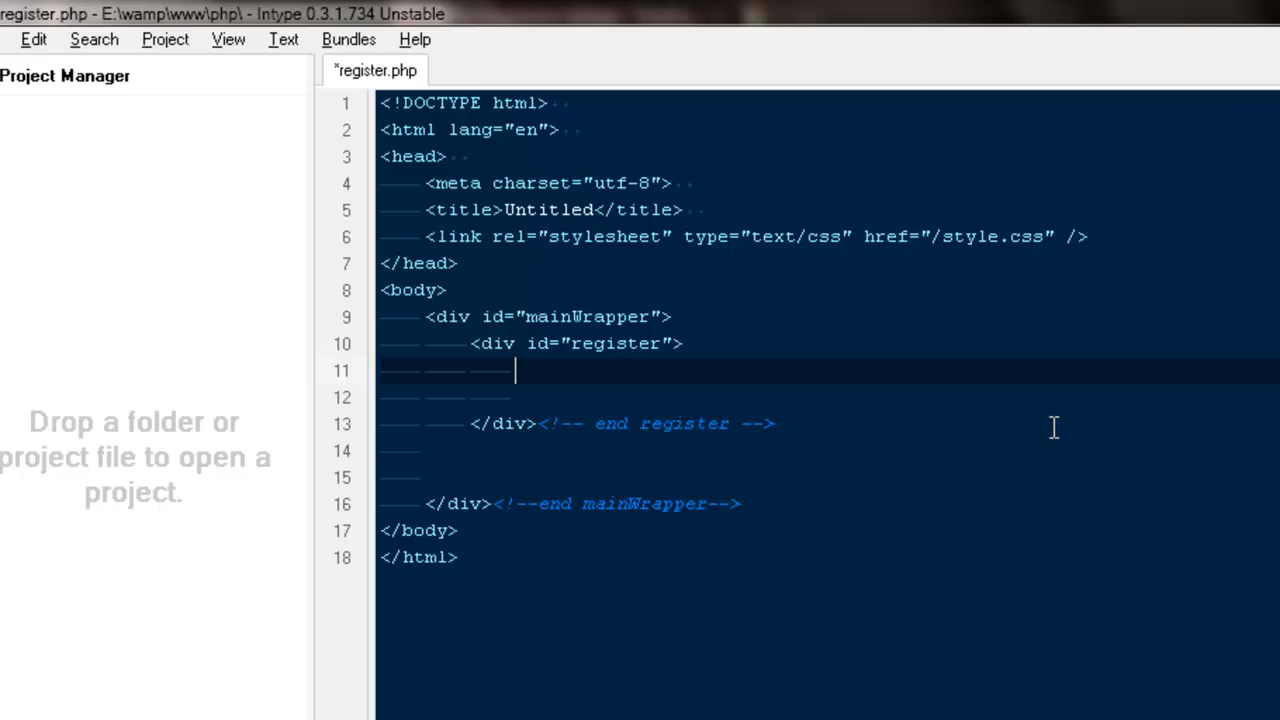 register.php - E:\wamp\www\php\ - Intype 0.3.1.734 Unstable
Edit Search Project View Text Bundles Help
Project Manager
*register.php
1 <!DOCTYPE html>
2 <html lang="en">
3 <head>
4 <meta charset="utf-8">
5 <title>Untitled</title>
6 <link rel="stylesheet" type="text/css" href="/style.css" />
7 </head>
8 <body>
9 <div id="mainWrapper">
10 <div id="register">
11
12
13 </div><!-- end register -->
14
15
16 </div><!--end mainWrapper-->
17 </body>
18 </html>
Drop a folder or
project file to open a
project.